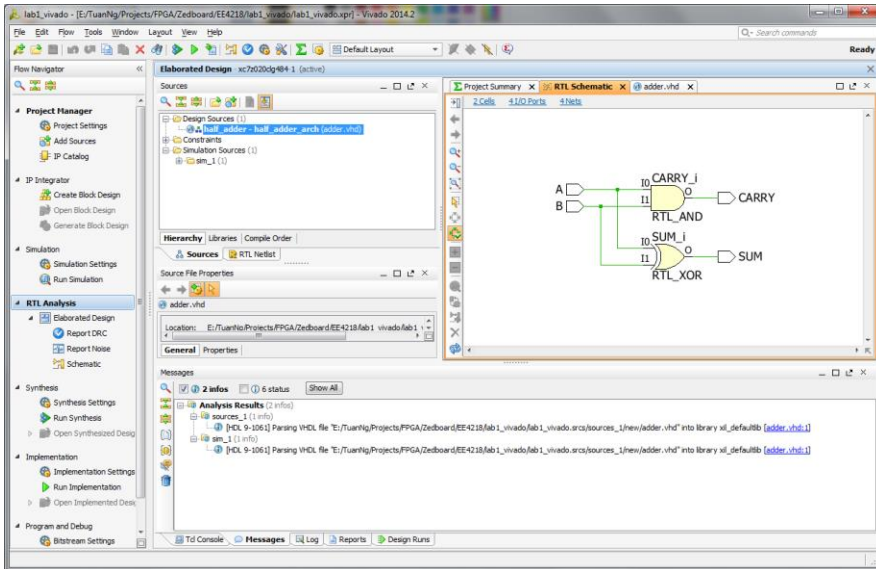 lab1_vivado - [E:/TuanNg/Projects/FPGA/Zedboard/EE4218/lab1_vivado/lab1_vivado.xpr] - Vivado 2014.2
File Edit Flow Tools Window Layout View Help
Q- Search commands
Default Layout
Ready
Flow Navigator
Project Manager
Project Settings
Add Sources
IP Catalog
IP Integrator
Create Block Design
Open Block Design
Generate Block Design
Simulation
Simulation Settings
Run Simulation
RTL Analysis
Elaborated Design
Report DRC
Report Noise
Schematic
Synthesis
Synthesis Settings
Run Synthesis
Open Synthesized Desig
Implementation
Implementation Settings
Run Implementation
Open Implemented Desig
Program and Debug
Bitstream Settings
Elaborated Design - xc7z020clg484-1 (active)
Sources
Design Sources (1)
half_adder - half_adder_arch (adder.vhd)
Constraints
Simulation Sources (1)
sim_1 (1)
Hierarchy Libraries Compile Order
Sources RTL Netlist
Source File Properties
adder.vhd
Location: E:/TuanNg/Projects/FPGA/Zedboard/EE4218/lab1_vivado/lab1
General Properties
Project Summary RTL Schematic adder.vhd
2 Cells 4 I/O Ports 4 Nets
A
B
CARRY_i
I0
I1
O
CARRY
RTL_AND
SUM_i
I0
I1
O
SUM
RTL_XOR
Messages
2 infos 6 status Show All
Analysis Results (2 infos)
sources_1 (1 info)
[HDL 9-1061] Parsing VHDL file "E:/TuanNg/Projects/FPGA/Zedboard/EE4218/lab1_vivado/lab1_vivado.srcs/sources_1/new/adder.vhd" into library xil_defaultlib [adder.vhd:1]
sim_1 (1 info)
[HDL 9-1061] Parsing VHDL file "E:/TuanNg/Projects/FPGA/Zedboard/EE4218/lab1_vivado/lab1_vivado.srcs/sources_1/new/adder.vhd" into library xil_defaultlib [adder.vhd:1]
Tcl Console Messages Log Reports Design Runs